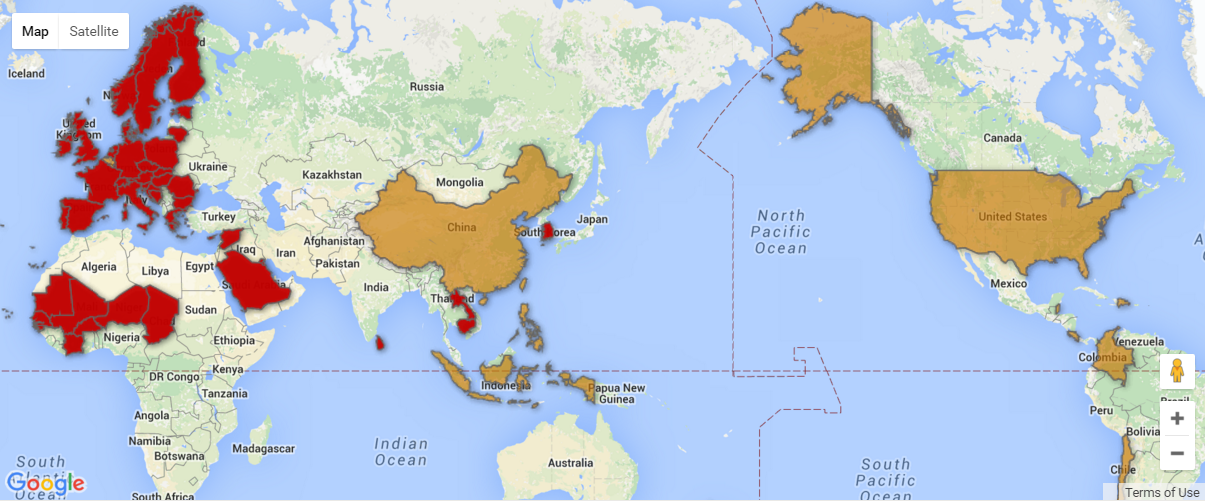 Map
Satellite
Iceland
Russia
United
Kingdom
Canada
Ukraine
Kazakhstan
Mongolia
Italy
Turkey
China
South Korea
Japan
North
Pacific
Ocean
United States
Iraq
Iran
Afghanistan
Pakistan
Algeria
Libya
Egypt
Saudi Arabia
India
Thailand
Mexico
Sudan
Nigeria
Ethiopia
Venezuela
Colombia
Kenya
DR Congo
Indonesia
Papua New
Guinea
Tanzania
Brazil
Angola
Peru
Bolivia
Namibia
Botswana
Madagascar
Indian
Ocean
Australia
South
Atlantic
Ocean
South
Pacific
Ocean
Chile
Google
South Africa
Terms of Use